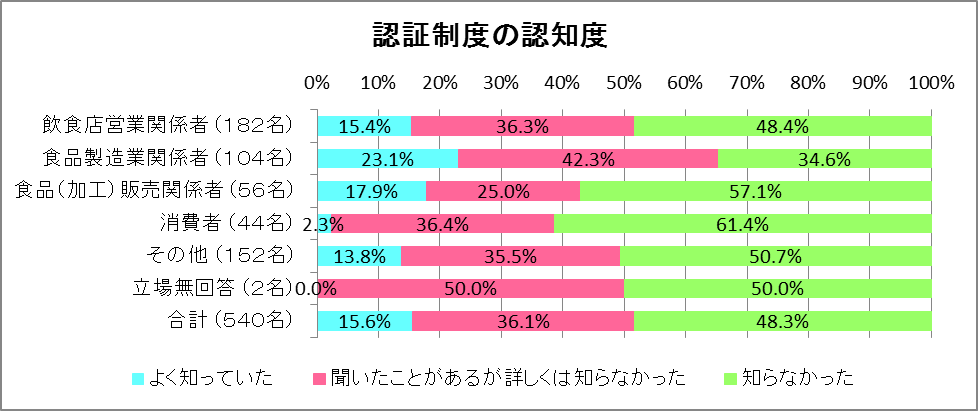 認証制度の認知度
0% 10% 20% 30% 40% 50% 60% 70% 80% 90% 100%
飲食店営業関係者(182名) 15.4% 36.3% 48.4%
食品製造業関係者(104名) 23.1% 42.3% 34.6%
食品(加工)販売関係者(56名) 17.9% 25.0% 57.1%
消費者(44名) 2.3% 36.4% 61.4%
その他(152名) 13.8% 35.5% 50.7%
立場無回答(2名) 0.0% 50.0% 50.0%
合計(540名) 15.6% 36.1% 48.3%
よく知っていた 聞いたことがあるが詳しくは知らなかった 知らなかった